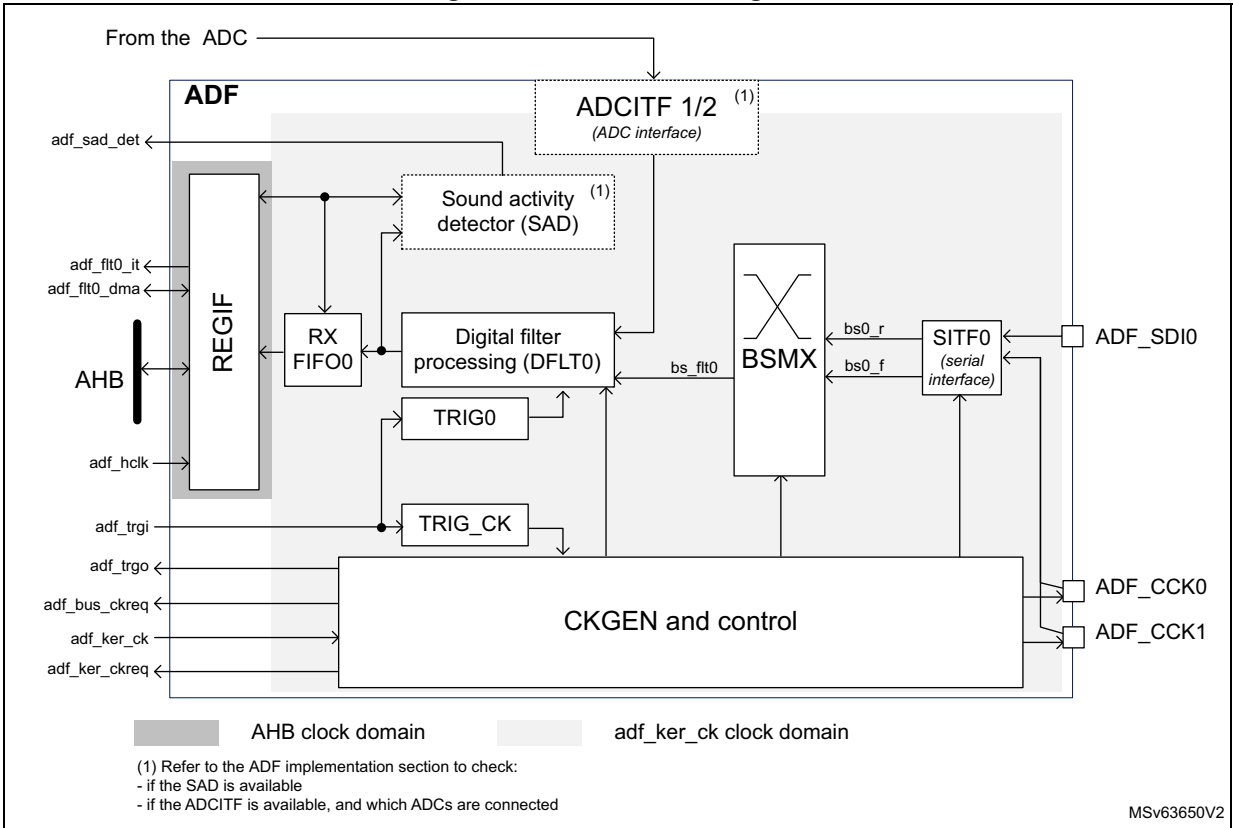 From the ADC
ADF
ADCITF 1/2 (1)
(ADC interface)
adf_sad_det
Sound activity (1)
detector (SAD)
adf_flt0_it
adf_flt0_dma
REGIF
RX
FIFO0
Digital filter
processing (DFLT0)
bs_flt0
BSMX
bs0_r
bs0_f
SITF0
(serial
interface)
ADF_SDI0
AHB
TRIG0
adf_hclk
adf_trgi
TRIG_CK
adf_trgo
adf_bus_ckreq
adf_ker_ck
adf_ker_ckreq
CKGEN and control
ADF_CCK0
ADF_CCK1
AHB clock domain
adf_ker_ck clock domain
(1) Refer to the ADF implementation section to check:
- if the SAD is available
- if the ADCITF is available, and which ADCs are connected
MSv63650V2